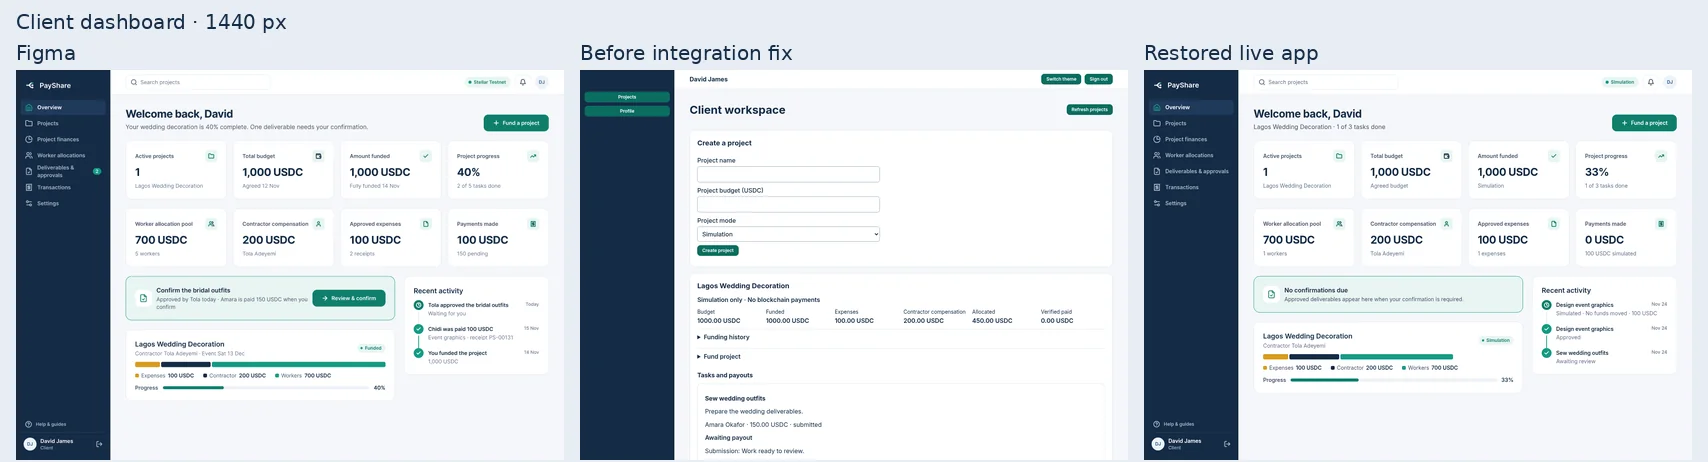 Client dashboard · 1440 px
Figma
PayShare
Overview
Projects
Project finances
Worker allocations
Deliverables & approvals
2
Transactions
Settings
Help & guides
DJ
David James
Client
Search projects
Stellar Testnet
DJ
Welcome back, David
Your wedding decoration is 40% complete. One deliverable needs your confirmation.
+ Fund a project
Active projects
1
Lagos Wedding Decoration
Total budget
1,000 USDC
Agreed 12 Nov
Amount funded
1,000 USDC
Fully funded 14 Nov
Project progress
40%
2 of 5 tasks done
Worker allocation pool
700 USDC
5 workers
Contractor compensation
200 USDC
Tola Adeyemi
Approved expenses
100 USDC
2 receipts
Payments made
100 USDC
150 pending
Confirm the bridal outfits
Approved by Tola today · Amara is paid 150 USDC when you
confirm
→ Review & confirm
Recent activity
Tola approved the bridal outfits
Today
Waiting for you
Chidi was paid 100 USDC
15 Nov
Event graphics · receipt PS-00131
You funded the project
14 Nov
1,000 USDC
Lagos Wedding Decoration
Contractor Tola Adeyemi · Event Sat 13 Dec
Funded
Expenses 100 USDC
Contractor 200 USDC
Workers 700 USDC
Progress
40%
Before integration fix
Projects
Profile
David James
Switch theme
Sign out
Client workspace
Refresh projects
Create a project
Project name
Project budget (USDC)
Project mode
Simulation
Create project
Lagos Wedding Decoration
Simulation only · No blockchain payments
Budget
Funded
Expenses
Contractor compensation
Allocated
Verified paid
1000.00 USDC
1000.00 USDC
100.00 USDC
200.00 USDC
450.00 USDC
0.00 USDC
Funding history
Fund project
Tasks and payouts
Sew wedding outfits
Prepare the wedding deliverables.
Amara Okafor · 150.00 USDC · submitted
Awaiting payout
Submission: Work ready to review.
Restored live app
PayShare
Overview
Projects
Project finances
Worker allocations
Deliverables & approvals
Transactions
Settings
Help & guides
DJ
David James
Client
Search projects
Simulation
DJ
Welcome back, David
Lagos Wedding Decoration · 1 of 3 tasks done
+ Fund a project
Active projects
1
Lagos Wedding Decoration
Total budget
1,000 USDC
Agreed budget
Amount funded
1,000 USDC
Simulation
Project progress
33%
1 of 3 tasks done
Worker allocation pool
700 USDC
1 workers
Contractor compensation
200 USDC
Tola Adeyemi
Approved expenses
100 USDC
1 expenses
Payments made
0 USDC
100 USDC simulated
No confirmations due
Approved deliverables appear here when your confirmation is required.
Recent activity
Design event graphics
Nov 24
Simulated · No funds moved · 100 USDC
Design event graphics
Nov 24
Approved
Sew wedding outfits
Nov 24
Awaiting review
Lagos Wedding Decoration
Contractor Tola Adeyemi
Simulation
Expenses 100 USDC
Contractor 200 USDC
Workers 700 USDC
Progress
33%